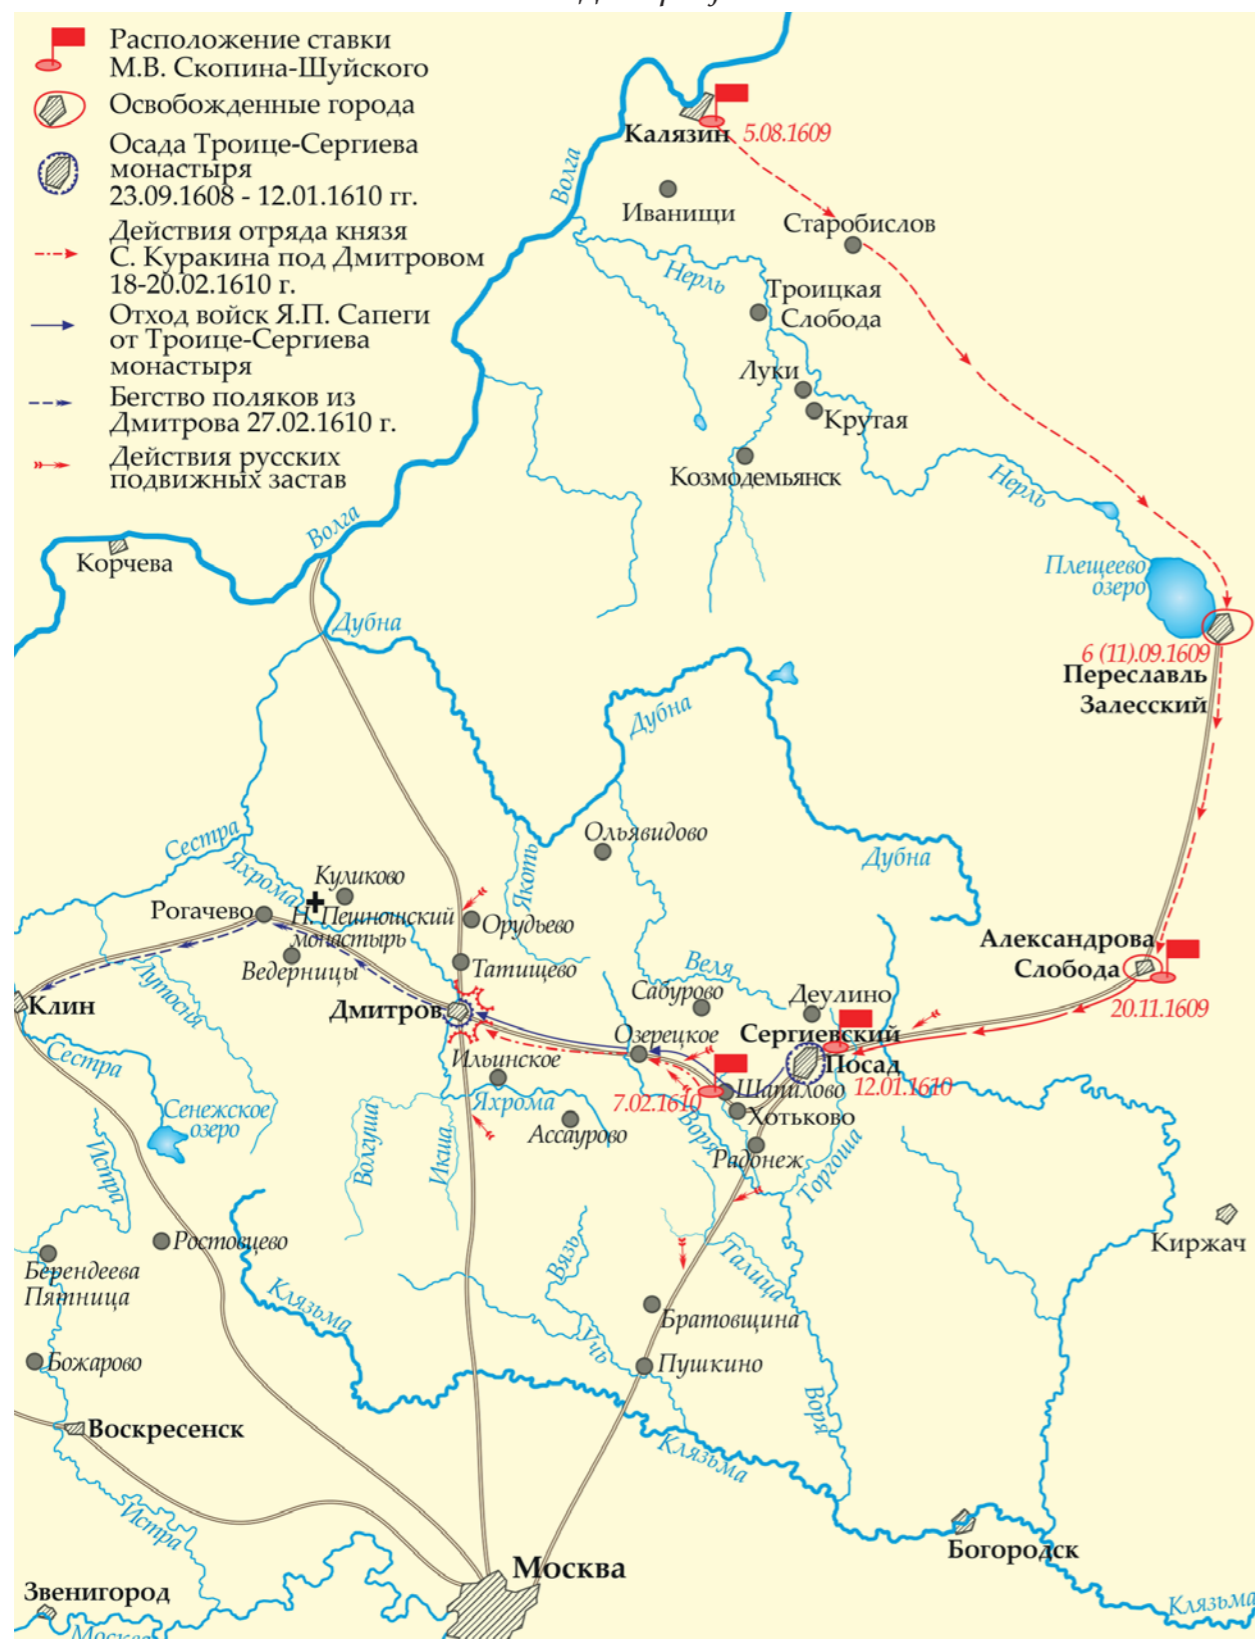 Расположение ставки
М.В. Скопина-Шуйского
Освобожденные города
Осада Троице-Сергиева
монастыря
23.09.1608 - 12.01.1610 гг.
Действия отряда князя
С. Куракина под Дмитровом
18-20.02.1610 г.
Отход войск Я.П. Сапеги
от Троице-Сергиева
монастыря
Бегство поляков из
Дмитрова 27.02.1610 г.
Действия русских
подвижных застав
Калязин 5.08.1609
Волга
Иванищи
Старобислов
Нерль
Троицкая
Слобода
Луки
Крутая
Козмодемьянск
Нерль
Волга
Корчева
Плещеево
озеро
Дубна
6 (11).09.1609
Переславль
Залесский
Дубна
Сестра
Ольявидово
Дубна
Яхрома
Куликово
Якоть
Рогачево
Н. Пешношский
монастырь
Орудьево
Ведерницы
Татищево
Александрова
Слобода
20.11.1609
Веля
Сабурово
Деулино
Лутосня
Клин
Дмитров
Озерецкое
Сергиевский
Посад
12.01.1610
Сестра
Ильинское
Яхрома
7.02.1610
Шапилово
Хотьково
Сенежское
озеро
Ассаурово
Воря
Радонеж
Торгоша
Волгуша
Икша
Истра
Киржач
Ростовцево
Берендеева
Пятница
Вязь
Талица
Клязьма
Братовщина
Учь
Пушкино
Божарово
Воря
Воскресенск
Клязьма
Истра
Богородск
Москва
Звенигород
Клязьма